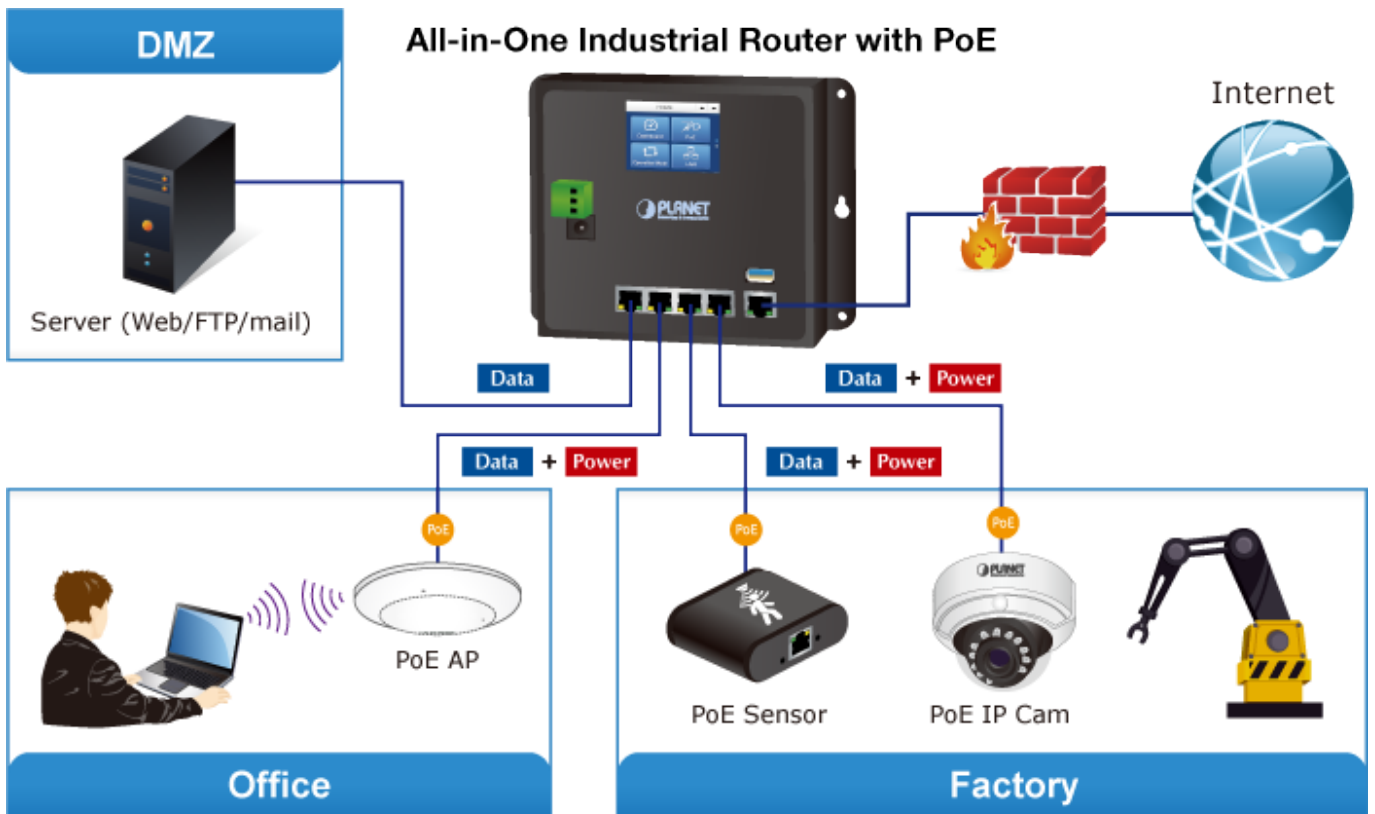 DMZ
All-in-One Industrial Router with PoE
Internet
PoE
PLANET
Server (Web/FTP/mail)
Data
Data + Power
Data + Power
Data + Power
PoE
PoE
PoE
PLANET
PoE AP
PoE Sensor
PoE IP Cam
Office
Factory